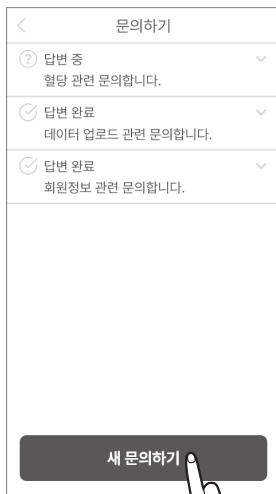 문의하기
답변 중
혈당 관련 문의합니다.
답변 완료
데이터 업로드 관련 문의합니다.
답변 완료
회원정보 관련 문의합니다.
새 문의하기